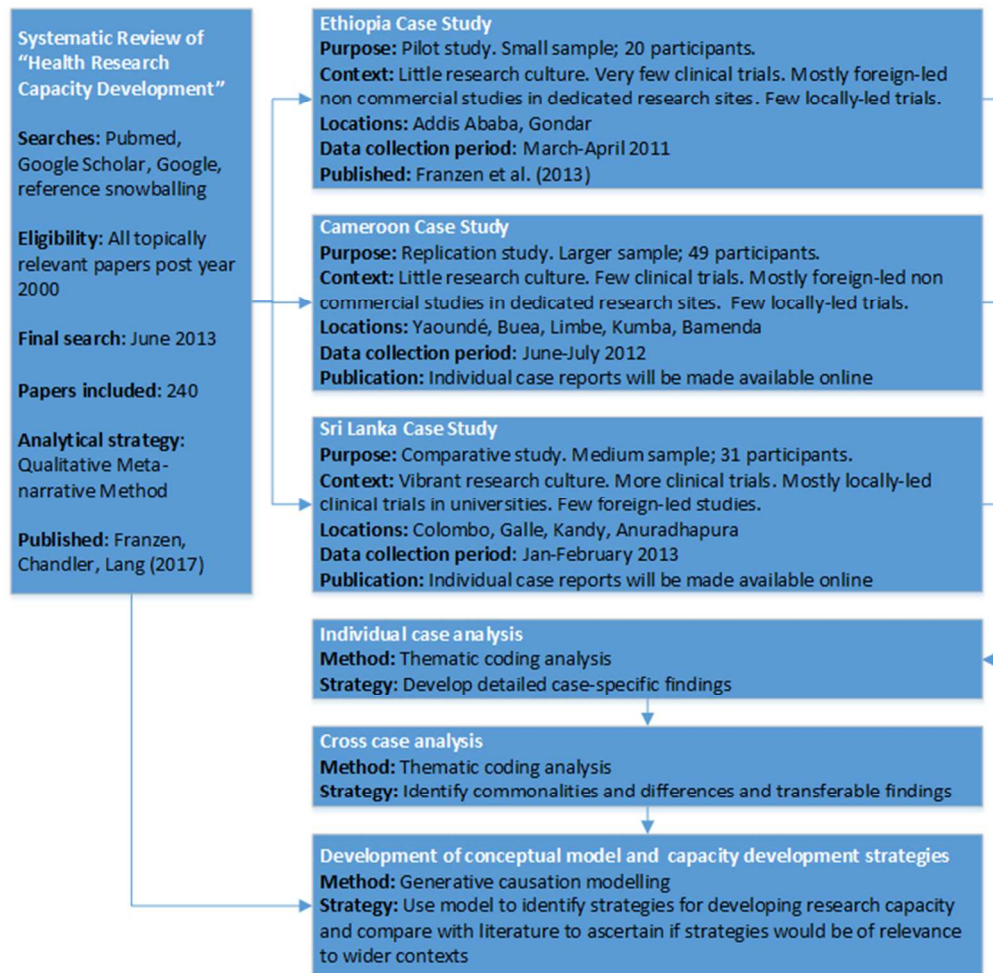 Systematic Review of
“Health Research
Capacity Development”
Searches: Pubmed,
Google Scholar, Google,
reference snowballing
Eligibility: All topically
relevant papers post year
2000
Final search: June 2013
Papers included: 240
Analytical strategy:
Qualitative Meta-
narrative Method
Published: Franzen,
Chandler, Lang (2017)
Ethiopia Case Study
Purpose: Pilot study. Small sample; 20 participants.
Context: Little research culture. Very few clinical trials. Mostly foreign-led
non commercial studies in dedicated research sites. Few locally-led trials.
Locations: Addis Ababa, Gondar
Data collection period: March-April 2011
Published: Franzen et al. (2013)
Cameroon Case Study
Purpose: Replication study. Larger sample; 49 participants.
Context: Little research culture. Few clinical trials. Mostly foreign-led non
commercial studies in dedicated research sites. Few locally-led trials.
Locations: Yaoundé, Buea, Limbe, Kumba, Bamenda
Data collection period: June-July 2012
Publication: Individual case reports will be made available online
Sri Lanka Case Study
Purpose: Comparative study. Medium sample; 31 participants.
Context: Vibrant research culture. More clinical trials. Mostly locally-led
clinical trials in universities. Few foreign-led studies.
Locations: Colombo, Galle, Kandy, Anuradhapura
Data collection period: Jan-February 2013
Publication: Individual case reports will be made available online
Individual case analysis
Method: Thematic coding analysis
Strategy: Develop detailed case-specific findings
Cross case analysis
Method: Thematic coding analysis
Strategy: Identify commonalities and differences and transferable findings
Development of conceptual model and capacity development strategies
Method: Generative causation modelling
Strategy: Use model to identify strategies for developing research capacity
and compare with literature to ascertain if strategies would be of relevance
to wider contexts